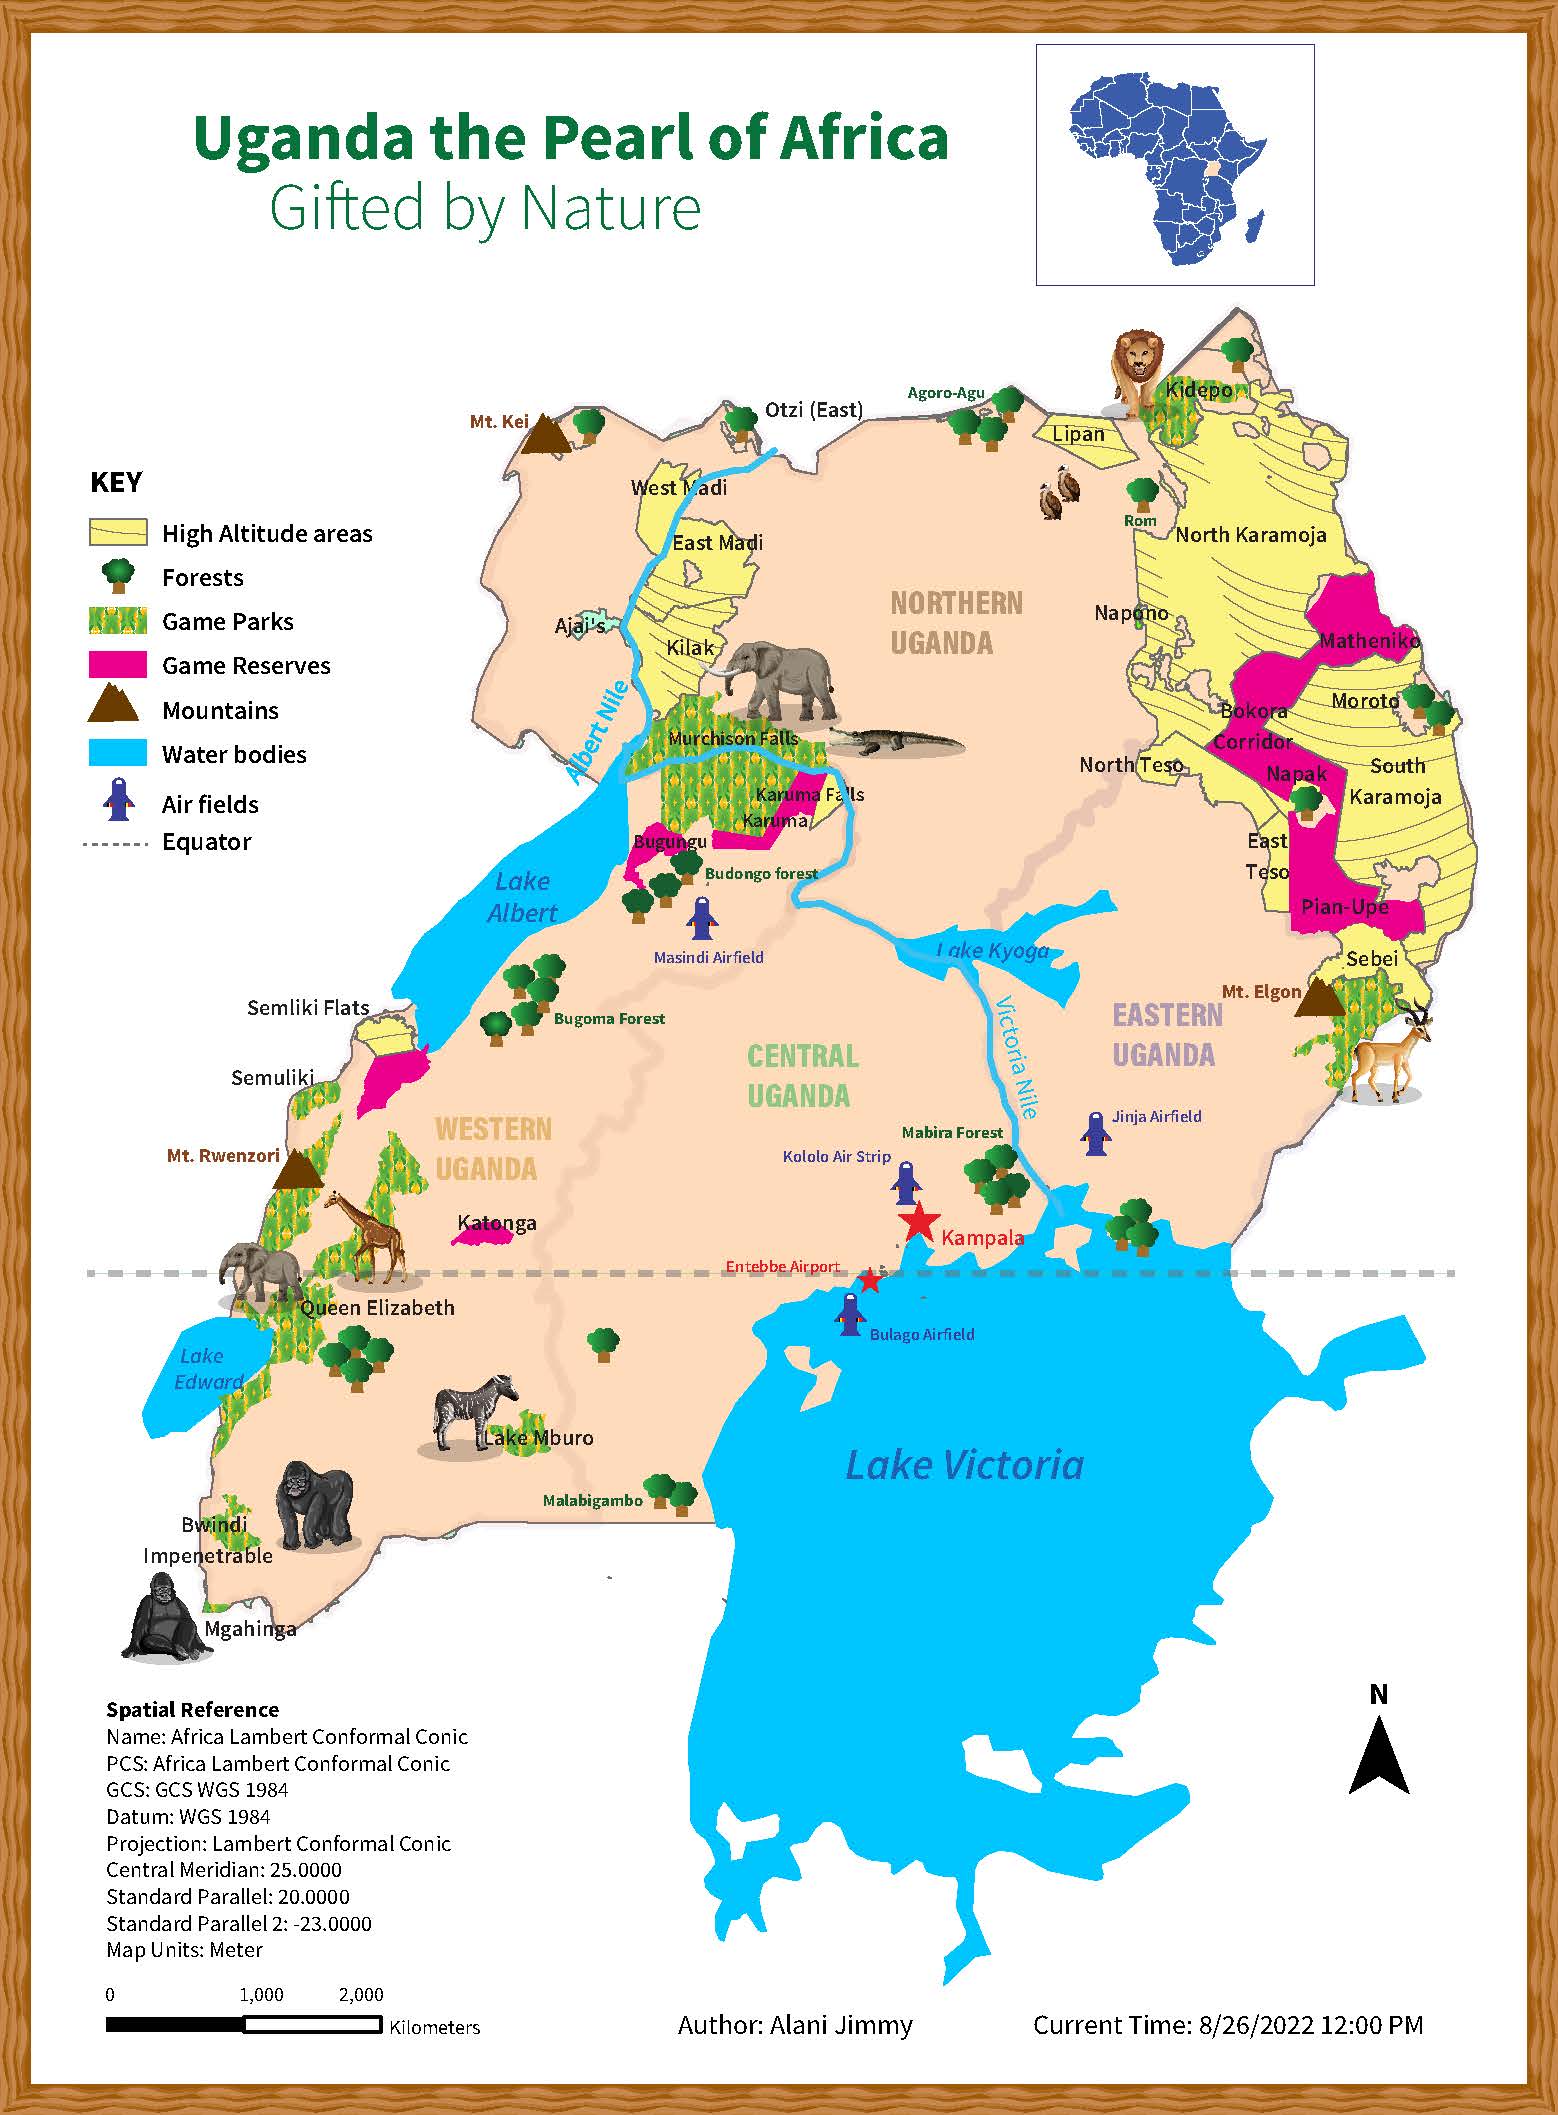 Uganda the Pearl of Africa
Gifted by Nature
KEY
High Altitude areas
Forests
Game Parks
Game Reserves
Mountains
Water bodies
Air fields
Equator
Mt. Kei
Otzi (East)
Agoro-Agu
Kidepo
Lipan
West Madi
East Madi
Rom
North Karamoja
Ajai's
Kilak
NORTHERN
UGANDA
Napono
Matheniko
Albert Nile
Murchison Falls
Bokora
Corridor
Moroto
North Teso
Napak
South
Karamoja
Karuma Falls
Karuma
Bugungu
Budongo forest
East
Teso
Pian-Upe
Lake
Albert
Masindi Airfield
Lake Kyoga
Sebei
Mt. Elgon
Semliki Flats
Bugoma Forest
Victoria Nile
EASTERN
UGANDA
CENTRAL
UGANDA
Semuliki
WESTERN
UGANDA
Mt. Rwenzori
Mabira Forest
Jinja Airfield
Kololo Air Strip
Katonga
Kampala
Entebbe Airport
Queen Elizabeth
Bulago Airfield
Lake
Edward
Lake Mburo
Lake Victoria
Malabigambo
Bwindi
Impenetrable
Mgahinga
Spatial Reference
Name: Africa Lambert Conformal Conic
PCS: Africa Lambert Conformal Conic
GCS: GCS WGS 1984
Datum: WGS 1984
Projection: Lambert Conformal Conic
Central Meridian: 25.0000
Standard Parallel: 20.0000
Standard Parallel 2: -23.0000
Map Units: Meter
N
0 1,000 2,000
Kilometers
Author: Alani Jimmy
Current Time: 8/26/2022 12:00 PM